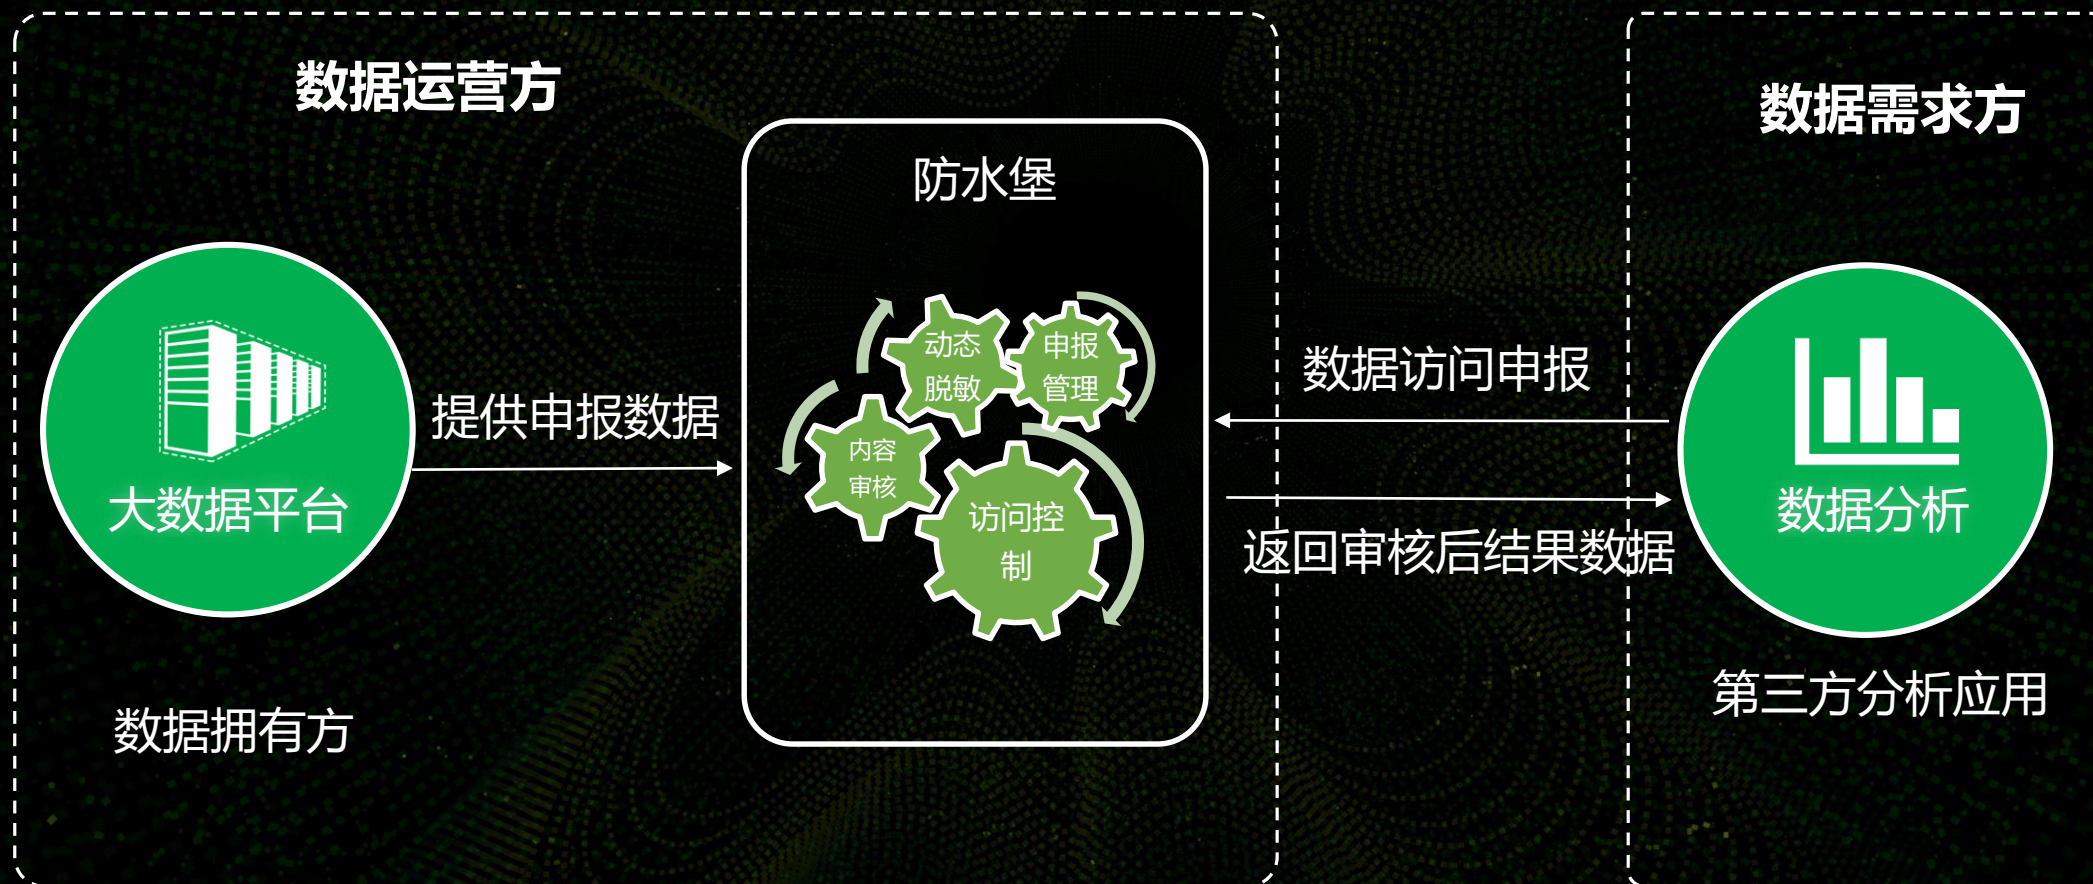 数据运营方
数据需求方
防水堡
动态
脱敏
申报
管理
内容
审核
访问控
制
提供申报数据
大数据平台
数据拥有方
数据访问申报
返回审核后结果数据
数据分析
第三方分析应用